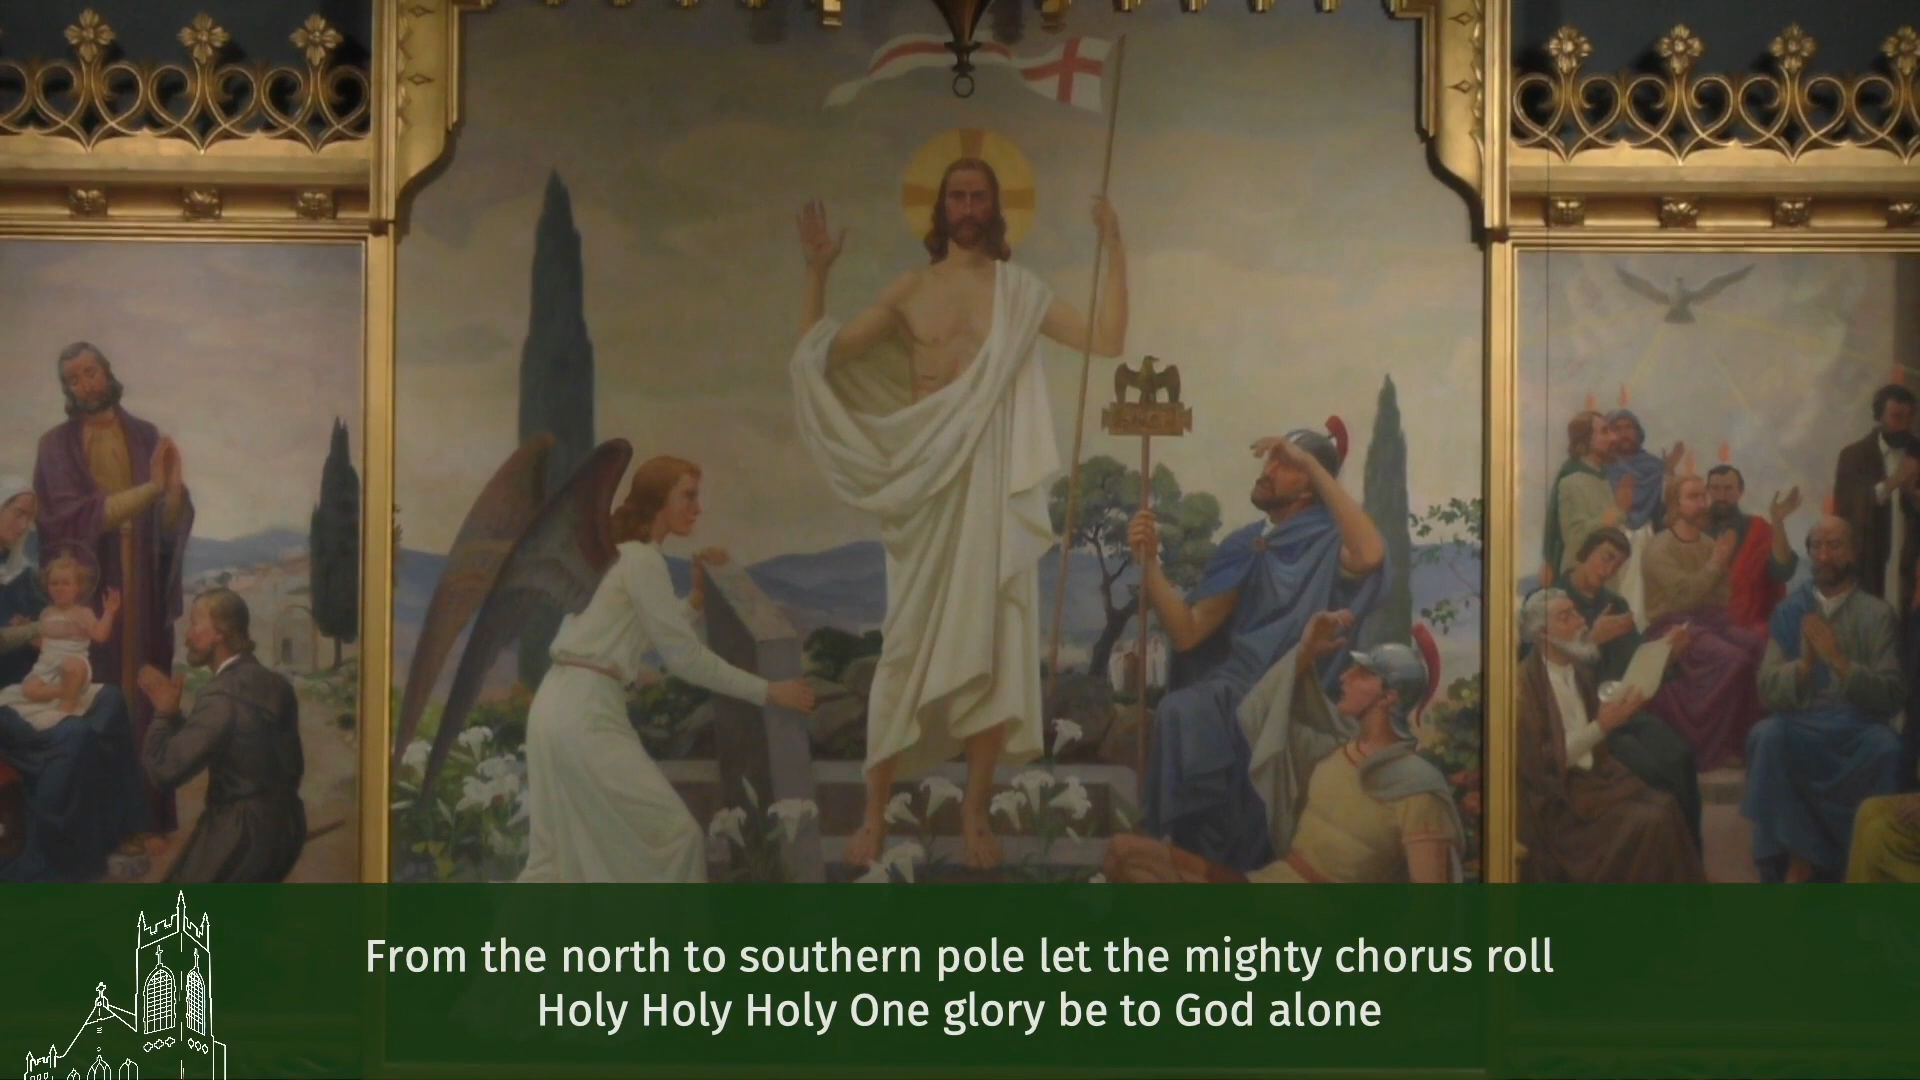 From the north to southern pole let the mighty chorus roll
Holy Holy Holy One glory be to God alone